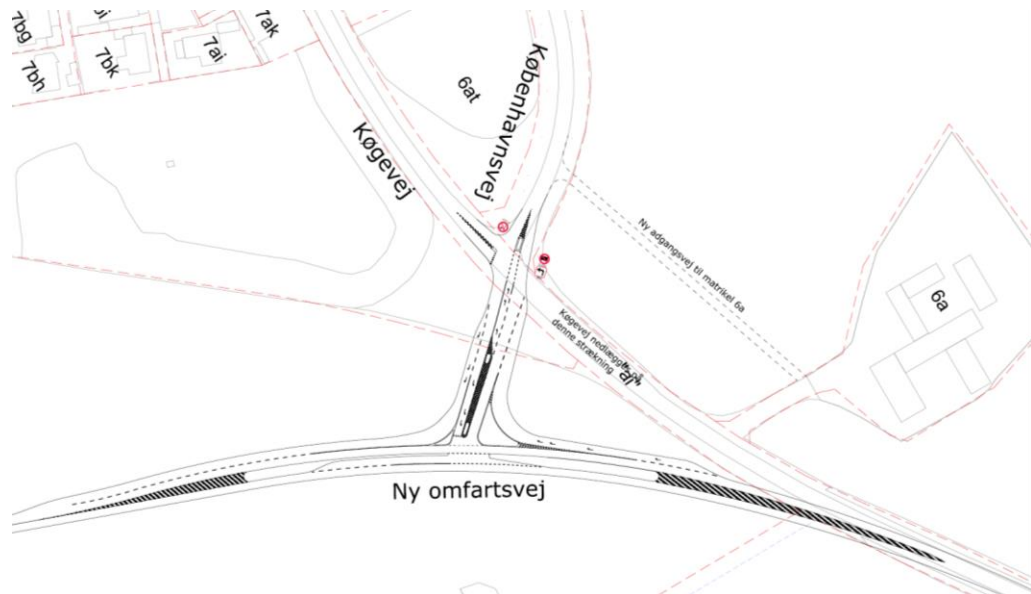 7bg
7bh
7bk
7ai
7ak
6at
Københavnsvej
Køgevej
Ny adgangsvej til matrikel 6a
6a
Køgevej nedlægges på
denne strækning
Ny omfartsvej